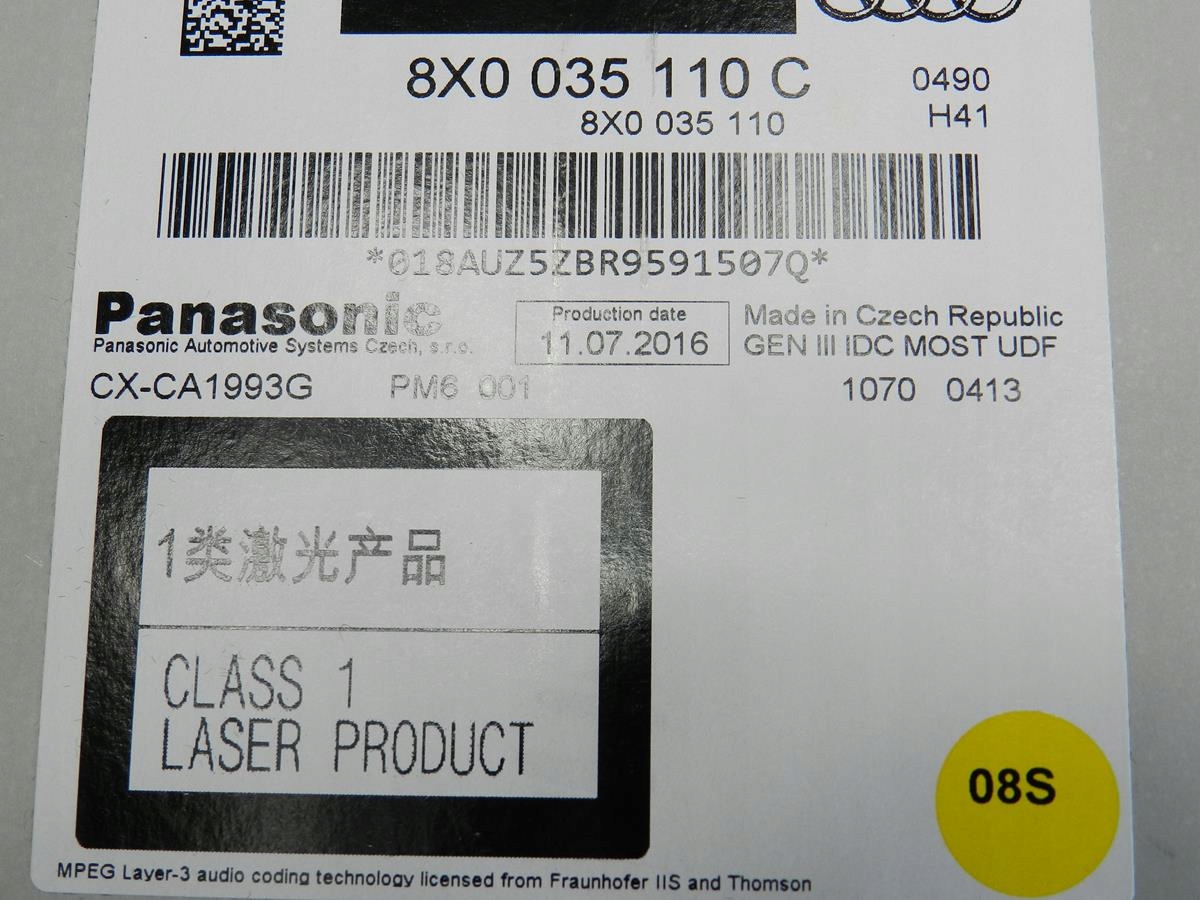 8X0 035 110 C
0490
8X0 035 110
H41
*018AUZ5ZBR9591507Q*
Panasonic
Panasonic Automotive Systems Czech, s.r.o.
Production date
11.07.2016
Made in Czech Republic
GEN III IDC MOST UDF
CX-CA1993G PM6 001
1070 0413
1类激光产品
CLASS 1
LASER PRODUCT
08S
MPEG Layer-3 audio coding technology licensed from Fraunhofer IIS and Thomson